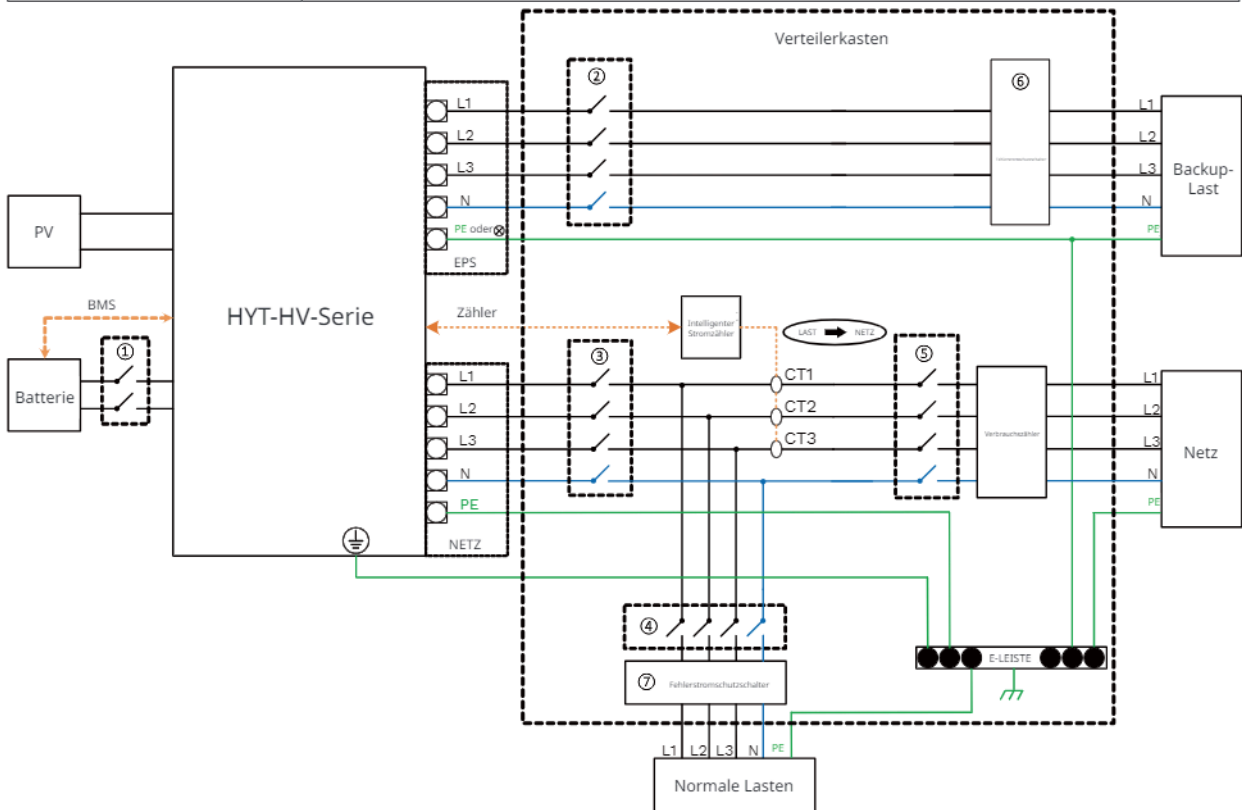 Verteilerkasten
②
⑥
L1
L2
L3
N
PE oder
EPS
Fehlerstromschutzschalter
L1
L2
L3
N
PE
Backup-
Last
PV
BMS
①
Batterie
HYT-HV-Serie
Zähler
Intelligenter
Stromzähler
LAST
NETZ
③
⑤
L1
L2
L3
N
PE
NETZ
CT1
CT2
CT3
Verbrauchszähler
L1
L2
L3
N
PE
Netz
④
E-LEISTE
⑦
Fehlerstromschutzschalter
L1
L2
L3
N
PE
Normale Lasten